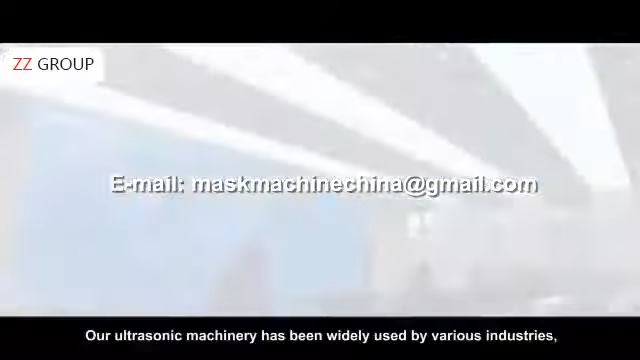 ZZ GROUP
E-mail: maskmachinechina@gmail.com
Our ultrasonic machinery has been widely used by various industries,